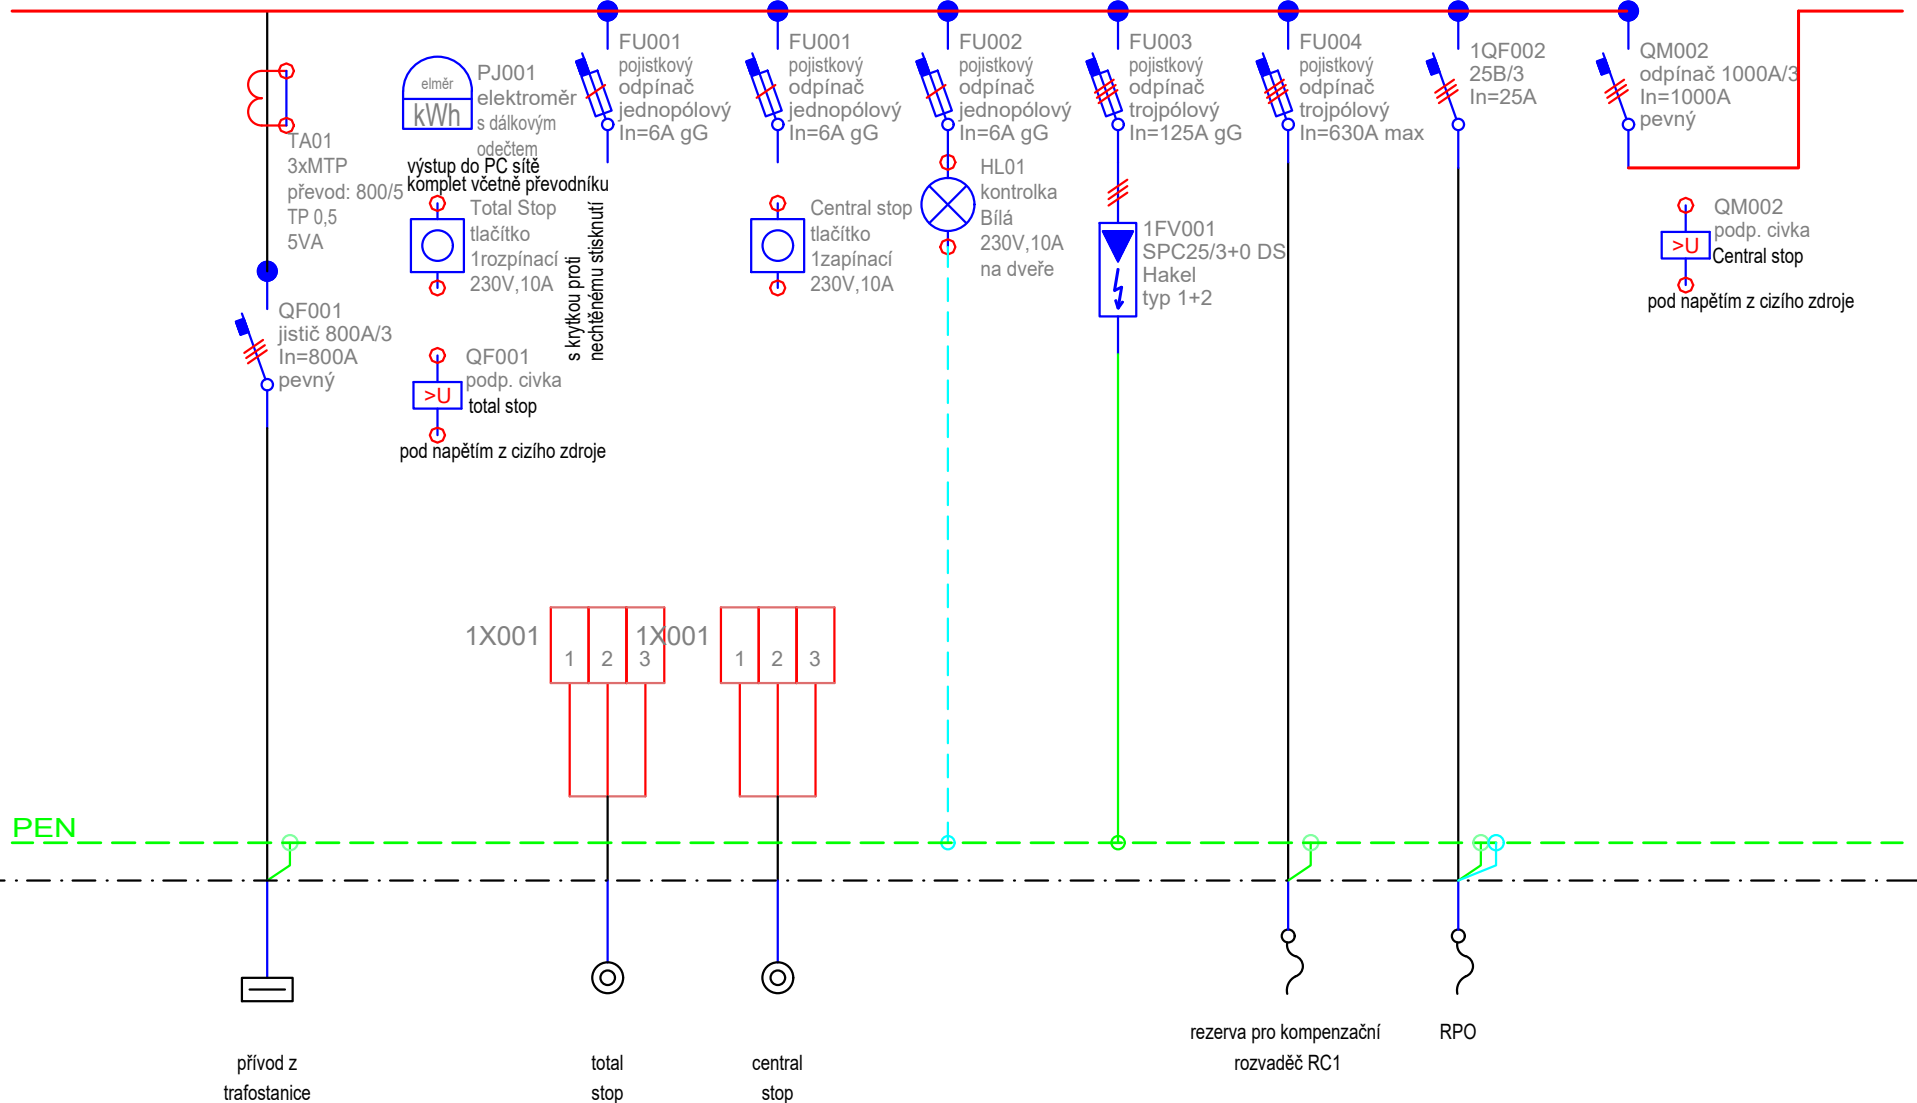 TA01
3xMTP
převod: 800/5
TP 0,5
5VA
QF001
jistič 800A/3
In=800A
pevný
elměr
kWh
PJ001
elektroměr
s dálkovým
odečtem
výstup do PC sítě
komplet včetně převodníku
Total Stop
tlačítko
1rozpínací
230V,10A
s krytkou proti
nechtěnému stisknutí
QF001
podp. civka
>U
total stop
pod napětím z cizího zdroje
FU001
pojistkový
odpínač
jednopólový
In=6A gG
FU001
pojistkový
odpínač
jednopólový
In=6A gG
Central stop
tlačítko
1zapínací
230V,10A
FU002
pojistkový
odpínač
jednopólový
In=6A gG
HL01
kontrolka
Bílá
230V,10A
na dveře
FU003
pojistkový
odpínač
trojpólový
In=125A gG
1FV001
SPC25/3+0 DS
Hakel
typ 1+2
FU004
pojistkový
odpínač
trojpólový
In=630A max
1QF002
25B/3
In=25A
QM002
odpínač 1000A/3
In=1000A
pevný
QM002
podp. civka
>U
Central stop
pod napětím z cizího zdroje
1X001
1 2 3
1X001
1 2 3
PEN
přívod z
trafostanice
total
stop
central
stop
rezerva pro kompenzační
rozvaděč RC1
RPO